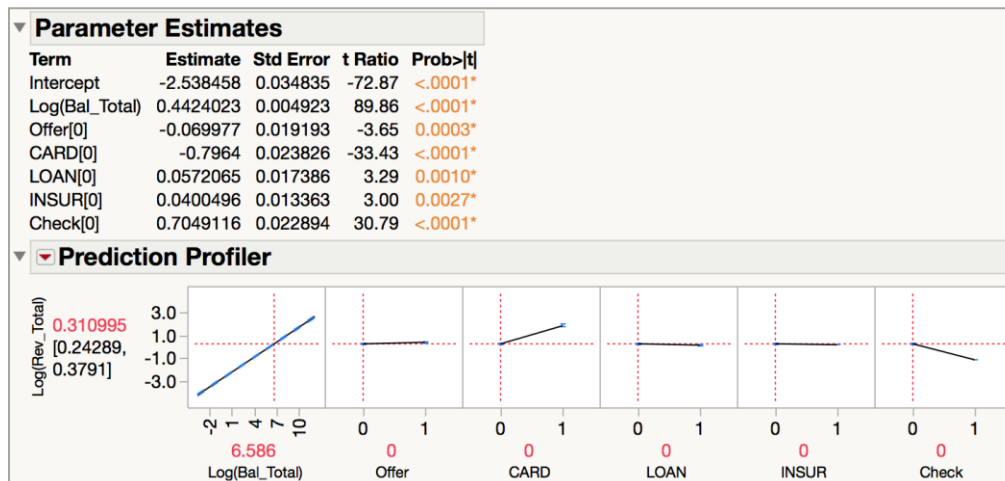 Parameter Estimates
Term Estimate Std Error t Ratio Prob>|t|
Intercept -2.538458 0.034835 -72.87 <.0001*
Log(Bal_Total) 0.4424023 0.004923 89.86 <.0001*
Offer[0] -0.069977 0.019193 -3.65 0.0003*
CARD[0] -0.7964 0.023826 -33.43 <.0001*
LOAN[0] 0.0572065 0.017386 3.29 0.0010*
INSUR[0] 0.0400496 0.013363 3.00 0.0027*
Check[0] 0.7049116 0.022894 30.79 <.0001*
Prediction Profiler
Log(Rev_Total)
0.310995
[0.24289,
0.3791]
3.0
1.0
-1.0
-3.0
-2 1 4 7 10 0 1 0 1 0 1 0 1 0 1
6.586 0 0 0 0 0
Log(Bal_Total) Offer CARD LOAN INSUR Check